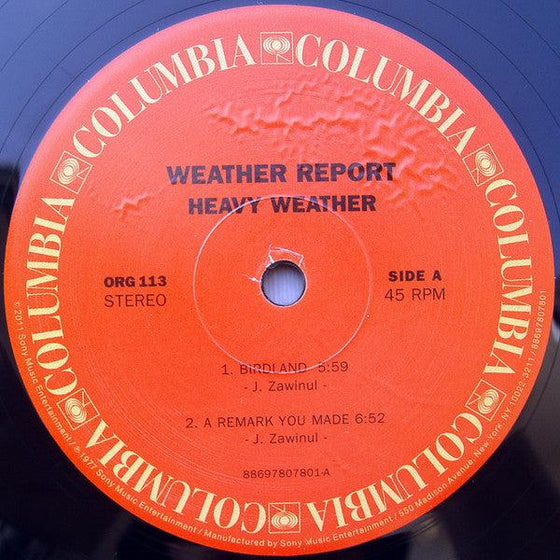 COLUMBIA COLUMBIA COLUMBIA COLUMBIA COLUMBIA COLUMBIA
WEATHER REPORT
HEAVY WEATHER
ORG 113
STEREO
SIDE A
45 RPM
1. BIRDLAND 5:59
- J. Zawinul -
2. A REMARK YOU MADE 6:52
- J. Zawinul -
88697807801-A
© 2011 Sony Music Entertainment / ℗ 1977 Sony Music Entertainment / Manufactured by Sony Music Entertainment / 550 Madison Avenue, New York, NY 10022-3211 / 88697807801